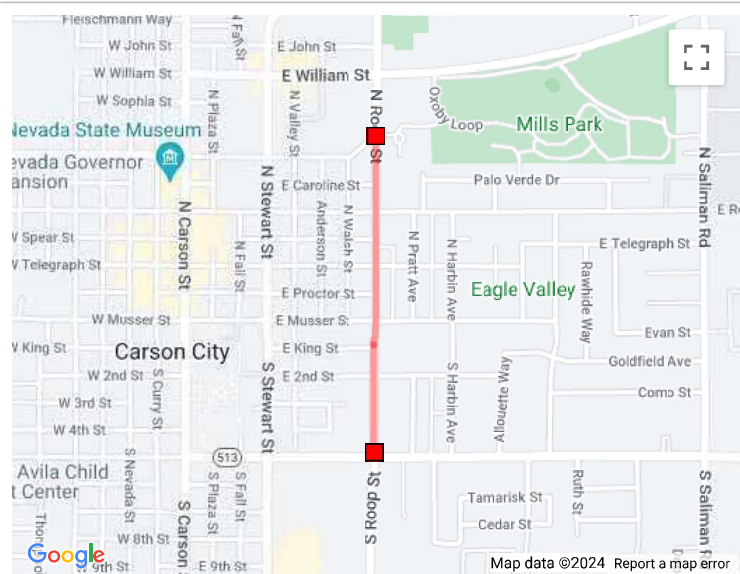 Fleischmann Way
W John St
E John St
N Fall St
W William St
E William St
W Sophia St
N Plaza St
N Valley St
N Roop St
Oxoby Loop
Mills Park
Nevada State Museum
evada Governor
ansion
N Saliman Rd
E Caroline St
Palo Verde Dr
N Stewart St
N Carson St
Anderson St
N Walsh St
E Ro
W Spear St
N Fall St
N Pratt Ave
N Harbin Ave
E Telegraph St
W Telegraph St
Rawhide Way
E Proctor St
Eagle Valley
W Musser St
E Musser St
Evan St
W King St
Carson City
E King St
Goldfield Ave
W 2nd St
E 2nd St
S Curry St
S Stewart St
S Harbin Ave
Allouette Way
Como St
W 3rd St
W 4th St
513
Avila Child
t Center
S Nevada St
S Plaza St
S Fall St
S Carson
S Roop St
Tamarisk St
Ruth St
S Saliman Rd
Cedar St
W 8th St
W 9th St
E 9th St
Google
Map data ©2024 Report a map error